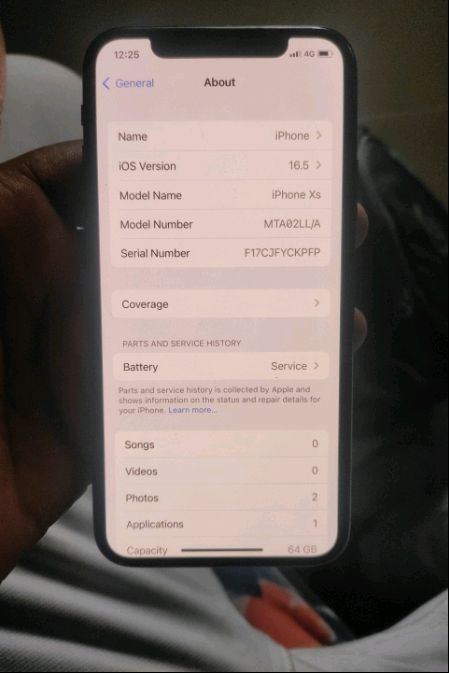 12:25 4G
General About
Name iPhone
iOS Version 16.5
Model Name iPhone Xs
Model Number MTA02LL/A
Serial Number F17CJFYCKPFP
Coverage
PARTS AND SERVICE HISTORY
Battery Service
Parts and service history is collected by Apple and
shows information on the status and repair details for
your iPhone. Learn more...
Songs 0
Videos 0
Photos 2
Applications 1
Capacity 64 GB